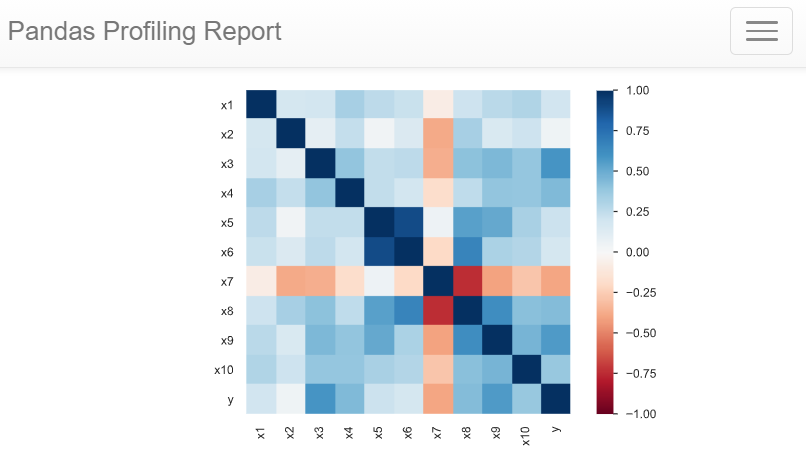 Pandas Profiling Report
x1
x2
x3
x4
x5
x6
x7
x8
x9
x10
y
x1 x2 x3 x4 x5 x6 x7 x8 x9 x10 y
1.00
0.75
0.50
0.25
0.00
−0.25
−0.50
−0.75
−1.00